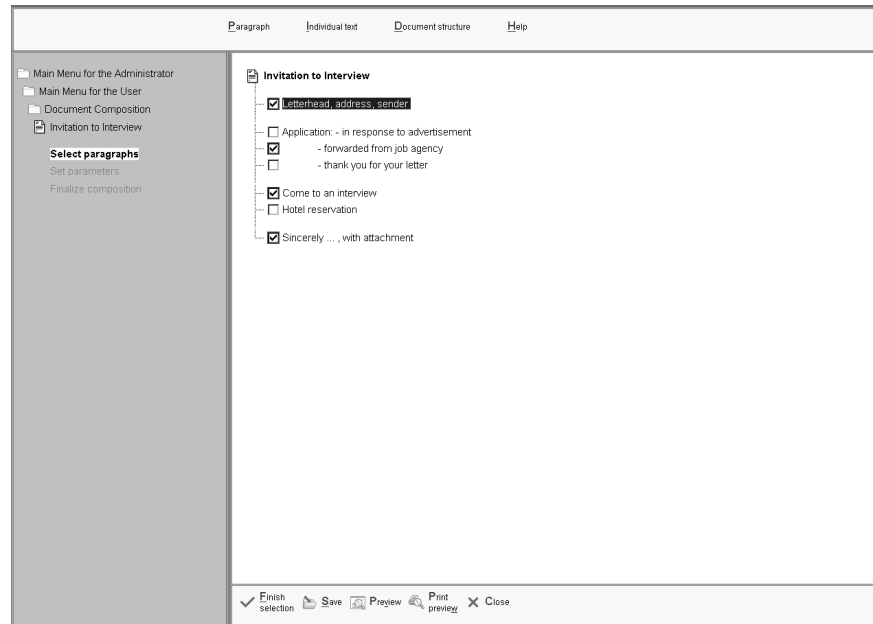 Paragraph Individual text Document structure Help
Main Menu for the Administrator
Main Menu for the User
Document Composition
Invitation to Interview
Select paragraphs
Set parameters
Finalize composition
Invitation to Interview
Letterhead, address, sender
Application: - in response to advertisement
- forwarded from job agency
- thank you for your letter
Come to an interview
Hotel reservation
Sincerely ... , with attachment
Finish selection Save Preview Print preview Close